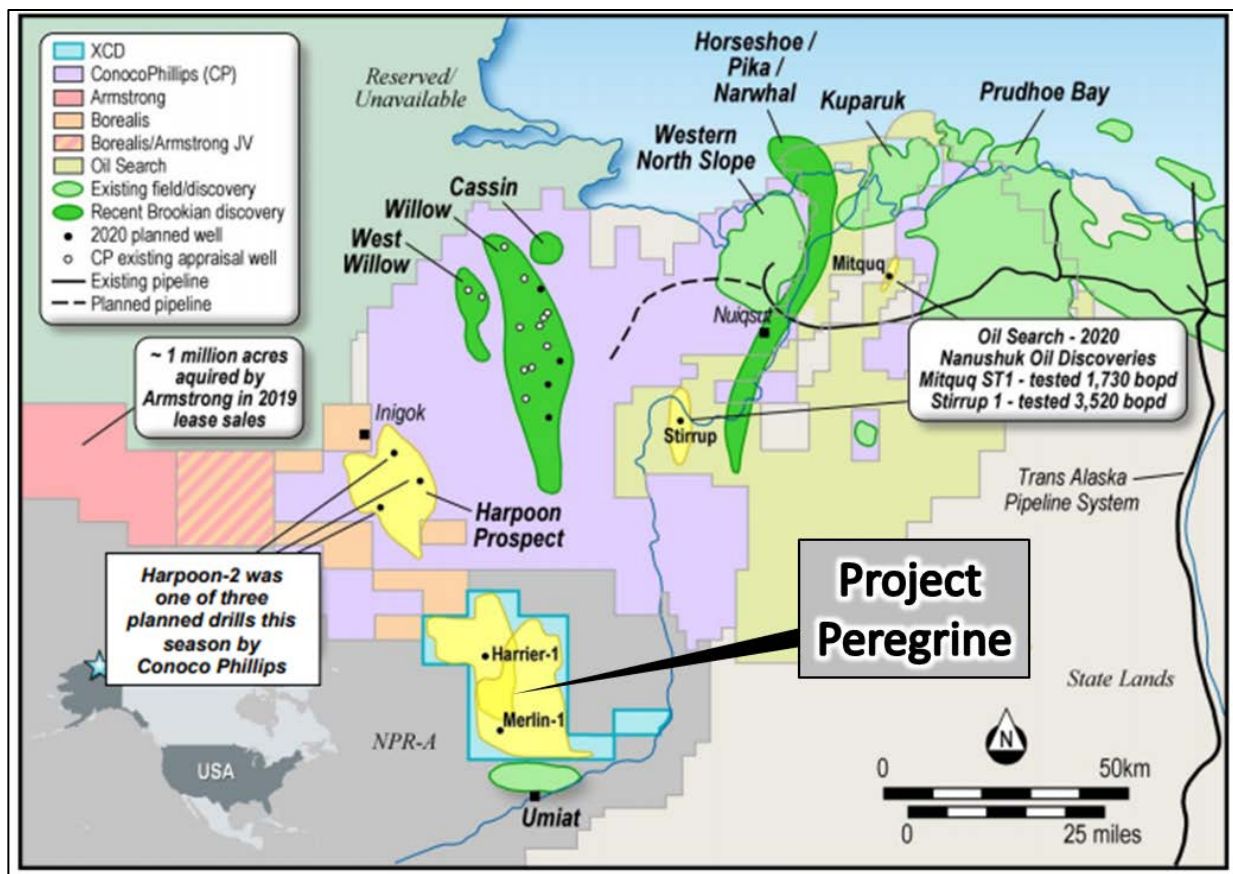 XCD
ConocoPhillips (CP)
Armstrong
Borealis
Borealis/Armstrong JV
Oil Search
Existing field/discovery
Recent Brookian discovery
2020 planned well
CP existing appraisal well
Existing pipeline
Planned pipeline
Reserved/
Unavailable
Horseshoe /
Pika /
Narwhal
Kuparuk
Prudhoe Bay
Western
North Slope
Cassin
Willow
West
Willow
Mitquq
Nuiqsut
~ 1 million acres
aquired by
Armstrong in 2019
lease sales
Oil Search - 2020
Nanushuk Oil Discoveries
Mitquq ST1 - tested 1,730 bopd
Stirrup 1 - tested 3,520 bopd
Inigok
Stirrup
Harpoon
Prospect
Trans Alaska
Pipeline System
Harpoon-2 was
one of three
planned drills this
season by
Conoco Phillips
Project
Peregrine
Harrier-1
Merlin-1
State Lands
NPR-A
USA
Umiat
N
0
50km
0
25 miles